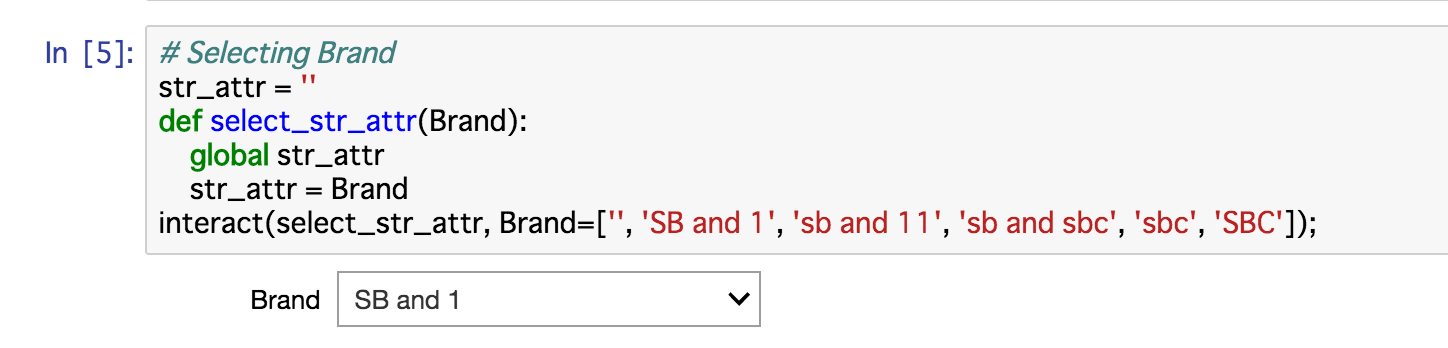 In [5]:
# Selecting Brand
str_attr = ''
def select_str_attr(Brand):
    global str_attr
    str_attr = Brand
interact(select_str_attr, Brand=['', 'SB and 1', 'sb and 11', 'sb and sbc', 'sbc', 'SBC']);
Brand SB and 1